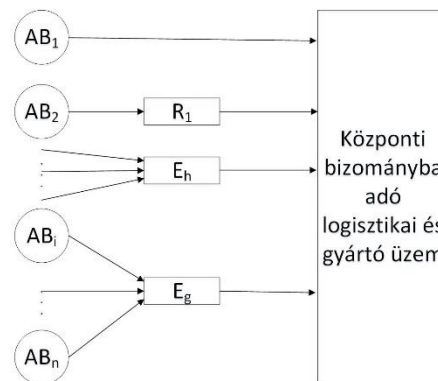 AB1
AB2
R1
Eh
ABi
Eg
ABn
Központi
bizományba
adó
logisztikai és
gyártó üzem